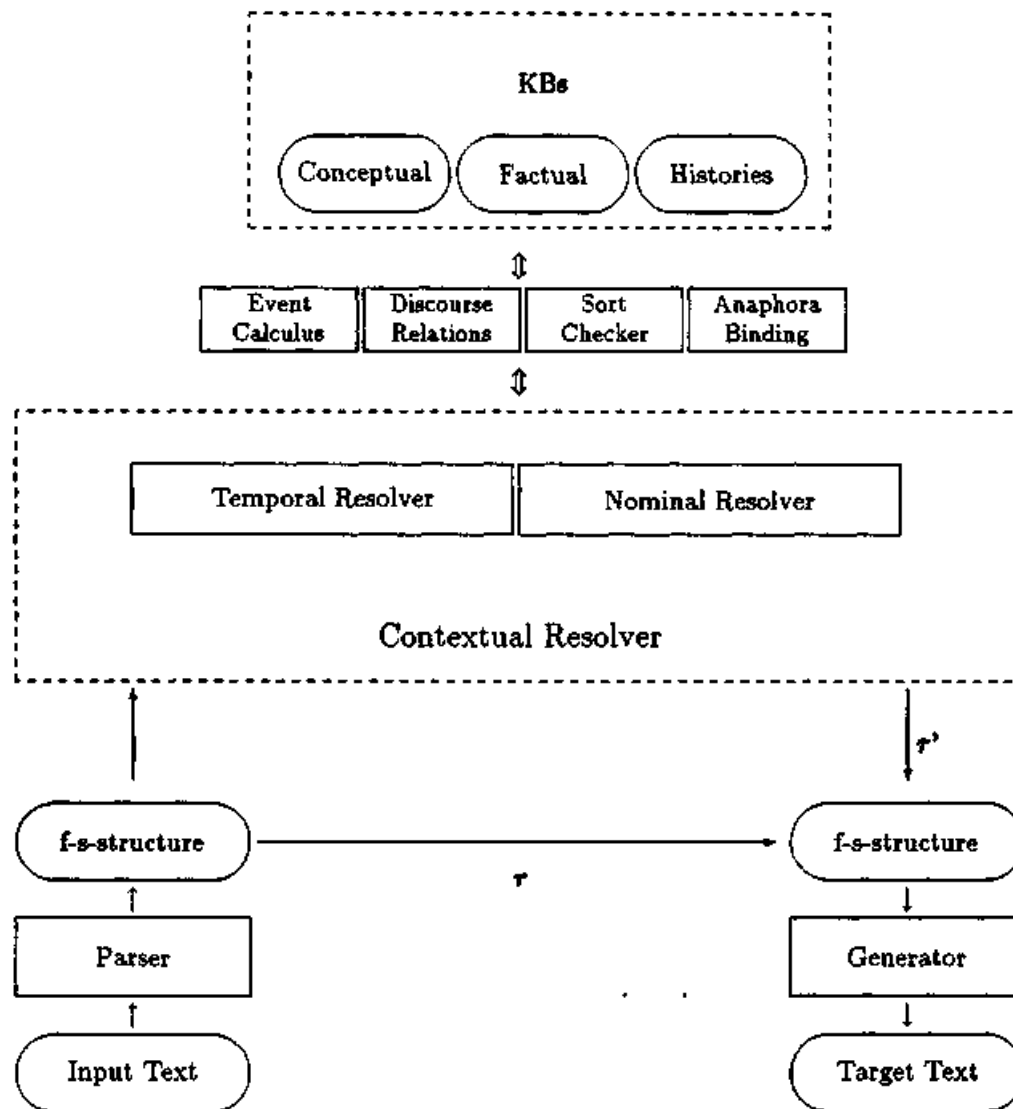 KBs
Conceptual Factual Histories
Event Discourse Sort Anaphora
Calculus Relations Checker Binding
Temporal Resolver Nominal Resolver
Contextual Resolver
τ'
f-s-structure f-s-structure
τ
Parser Generator
Input Text Target Text